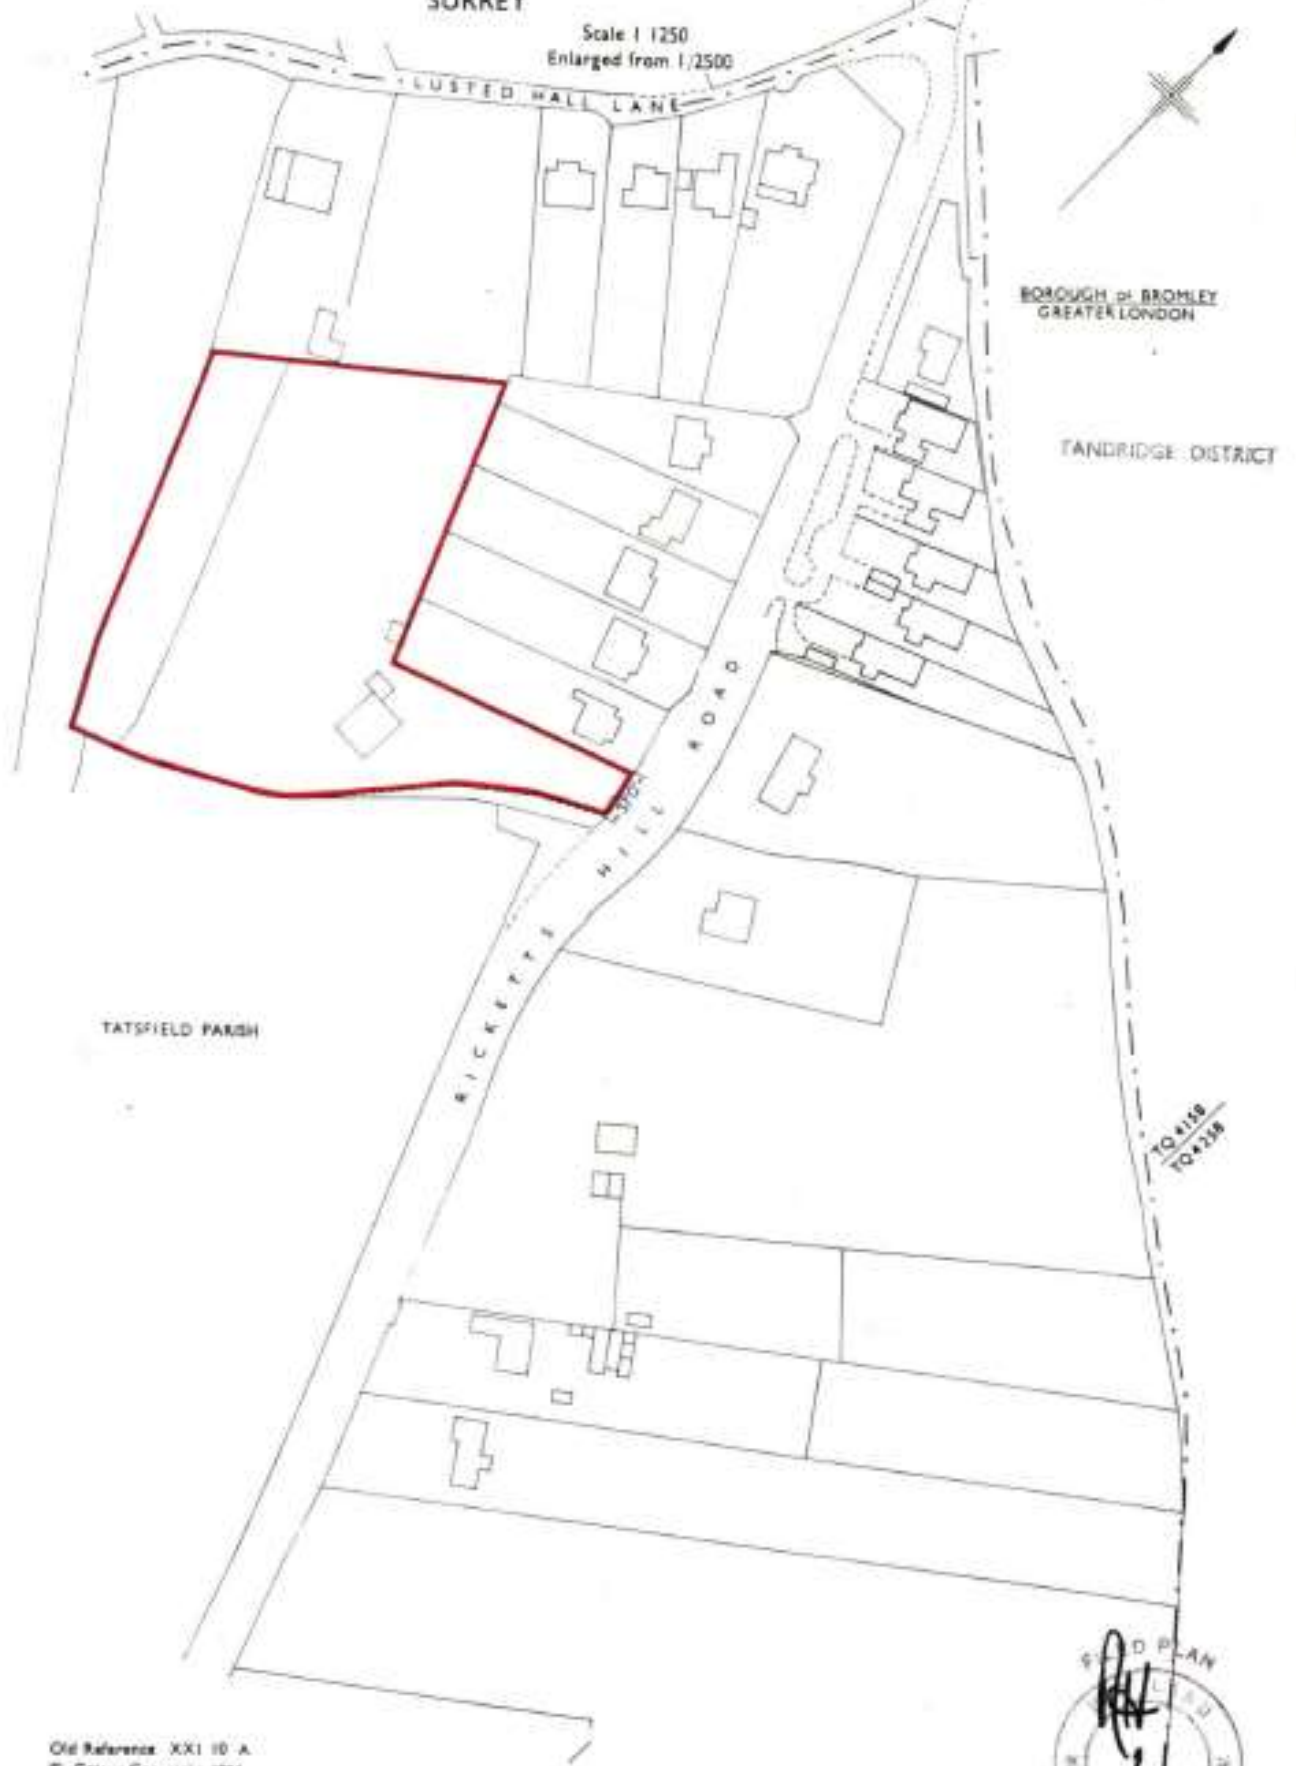 SURREY
Scale 1 1250
Enlarged from 1/2500
LUSTED HALL LANE
BOROUGH of BROMLEY
GREATER LONDON
TANDRIDGE DISTRICT
RICKETTS HILL ROAD
TATSFIELD PARISH
TQ 4158
TQ 4258
PLAN
Old Reference XXI 10 A